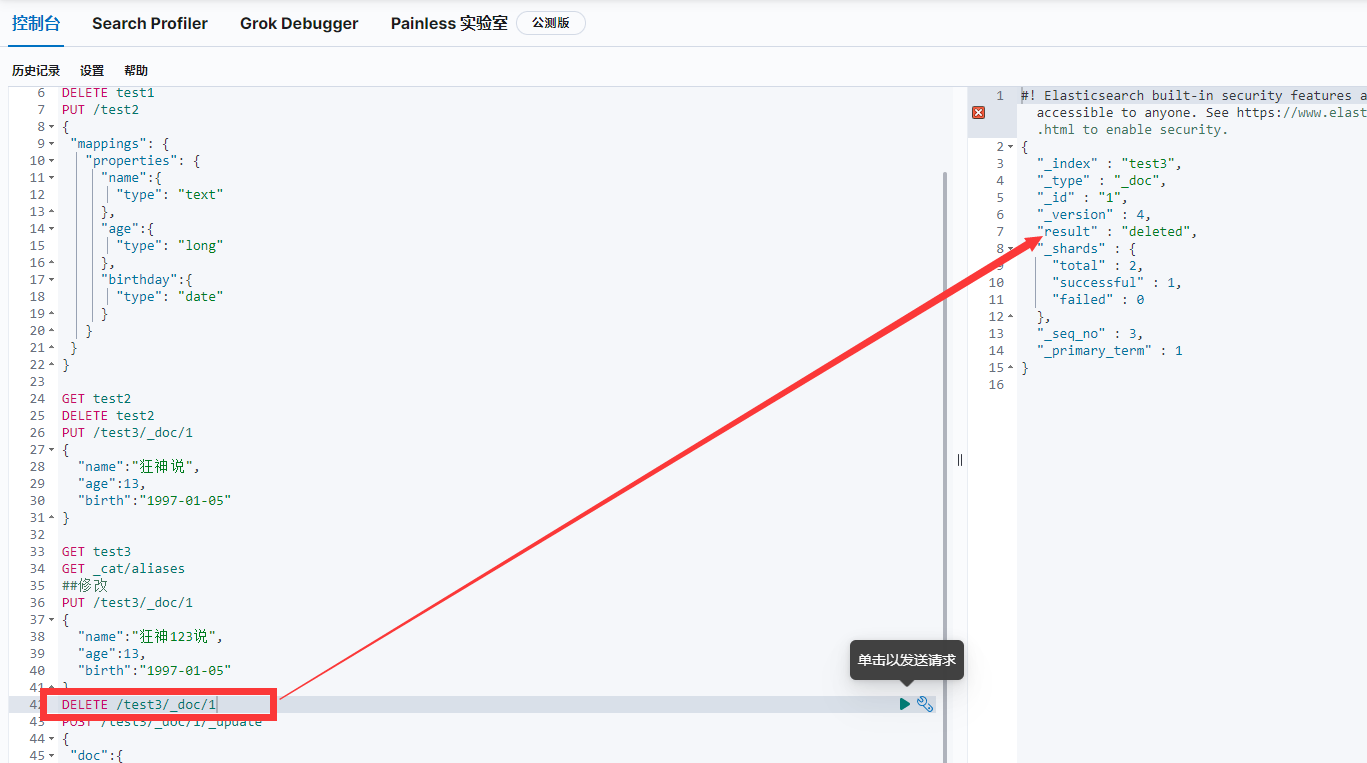 控制台 Search Profiler Grok Debugger Painless 实验室 公测版
历史记录 设置 帮助
6 DELETE test1
7 PUT /test2
8 {
9 "mappings": {
10 "properties": {
11 "name":{
12 "type": "text"
13 },
14 "age":{
15 "type": "long"
16 },
17 "birthday":{
18 "type": "date"
19 }
20 }
21 }
22 }
23
24 GET test2
25 DELETE test2
26 PUT /test3/_doc/1
27 {
28 "name":"狂神说",
29 "age":13,
30 "birth":"1997-01-05"
31 }
32
33 GET test3
34 GET _cat/aliases
35 ##修改
36 PUT /test3/_doc/1
37 {
38 "name":"狂神123说",
39 "age":13,
40 "birth":"1997-01-05"
41 }
42 DELETE /test3/_doc/1
43 POST /test3/_doc/1/_update
44 {
45 "doc":{
单击以发送请求
1 #! Elasticsearch built-in security features a
accessible to anyone. See https://www.elast
.html to enable security.
2 {
3 "_index" : "test3",
4 "_type" : "_doc",
5 "_id" : "1",
6 "_version" : 4,
7 "result" : "deleted",
8 "_shards" : {
9 "total" : 2,
10 "successful" : 1,
11 "failed" : 0
12 },
13 "_seq_no" : 3,
14 "_primary_term" : 1
15 }
16